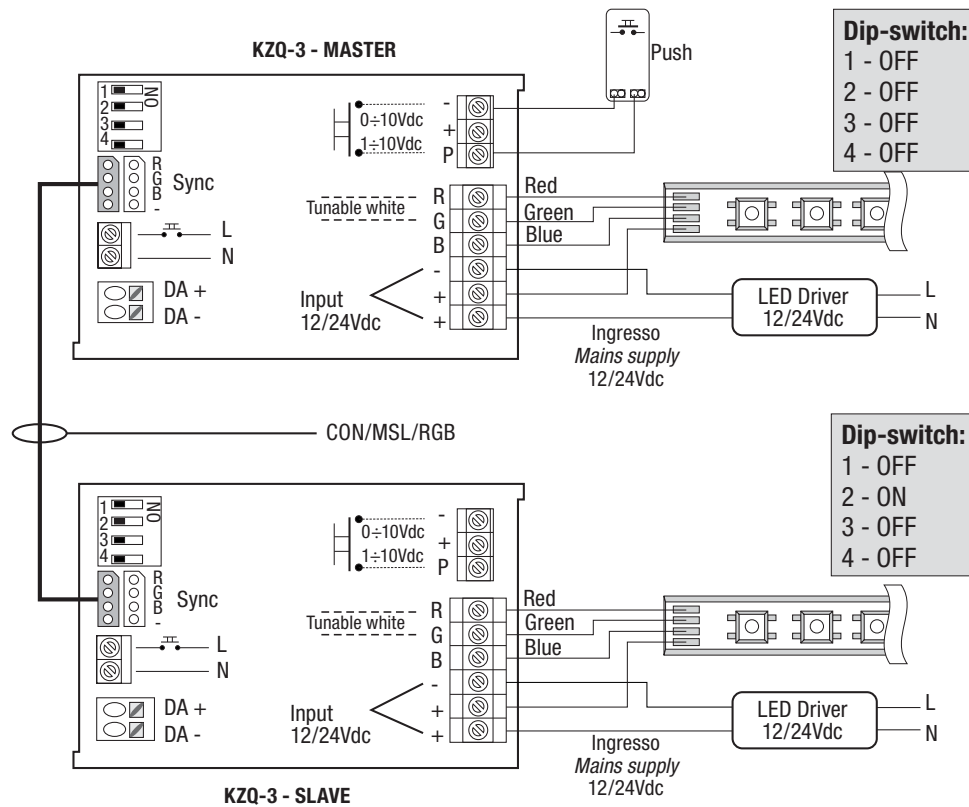 KZQ-3 - MASTER
Push
Dip-switch:
1 - OFF
2 - OFF
3 - OFF
4 - OFF
1
2
3
4
ON
0÷10Vdc
1÷10Vdc
-
+
P
R
G
B
-
Sync
L
N
DA +
DA -
Tunable white
R
G
B
-
+
+
Input
12/24Vdc
Red
Green
Blue
LED Driver
12/24Vdc
L
N
Ingresso
Mains supply
12/24Vdc
CON/MSL/RGB
Dip-switch:
1 - OFF
2 - ON
3 - OFF
4 - OFF
1
2
3
4
ON
0÷10Vdc
1÷10Vdc
-
+
P
R
G
B
-
Sync
L
N
DA +
DA -
Tunable white
R
G
B
-
+
+
Input
12/24Vdc
Red
Green
Blue
LED Driver
12/24Vdc
L
N
Ingresso
Mains supply
12/24Vdc
KZQ-3 - SLAVE